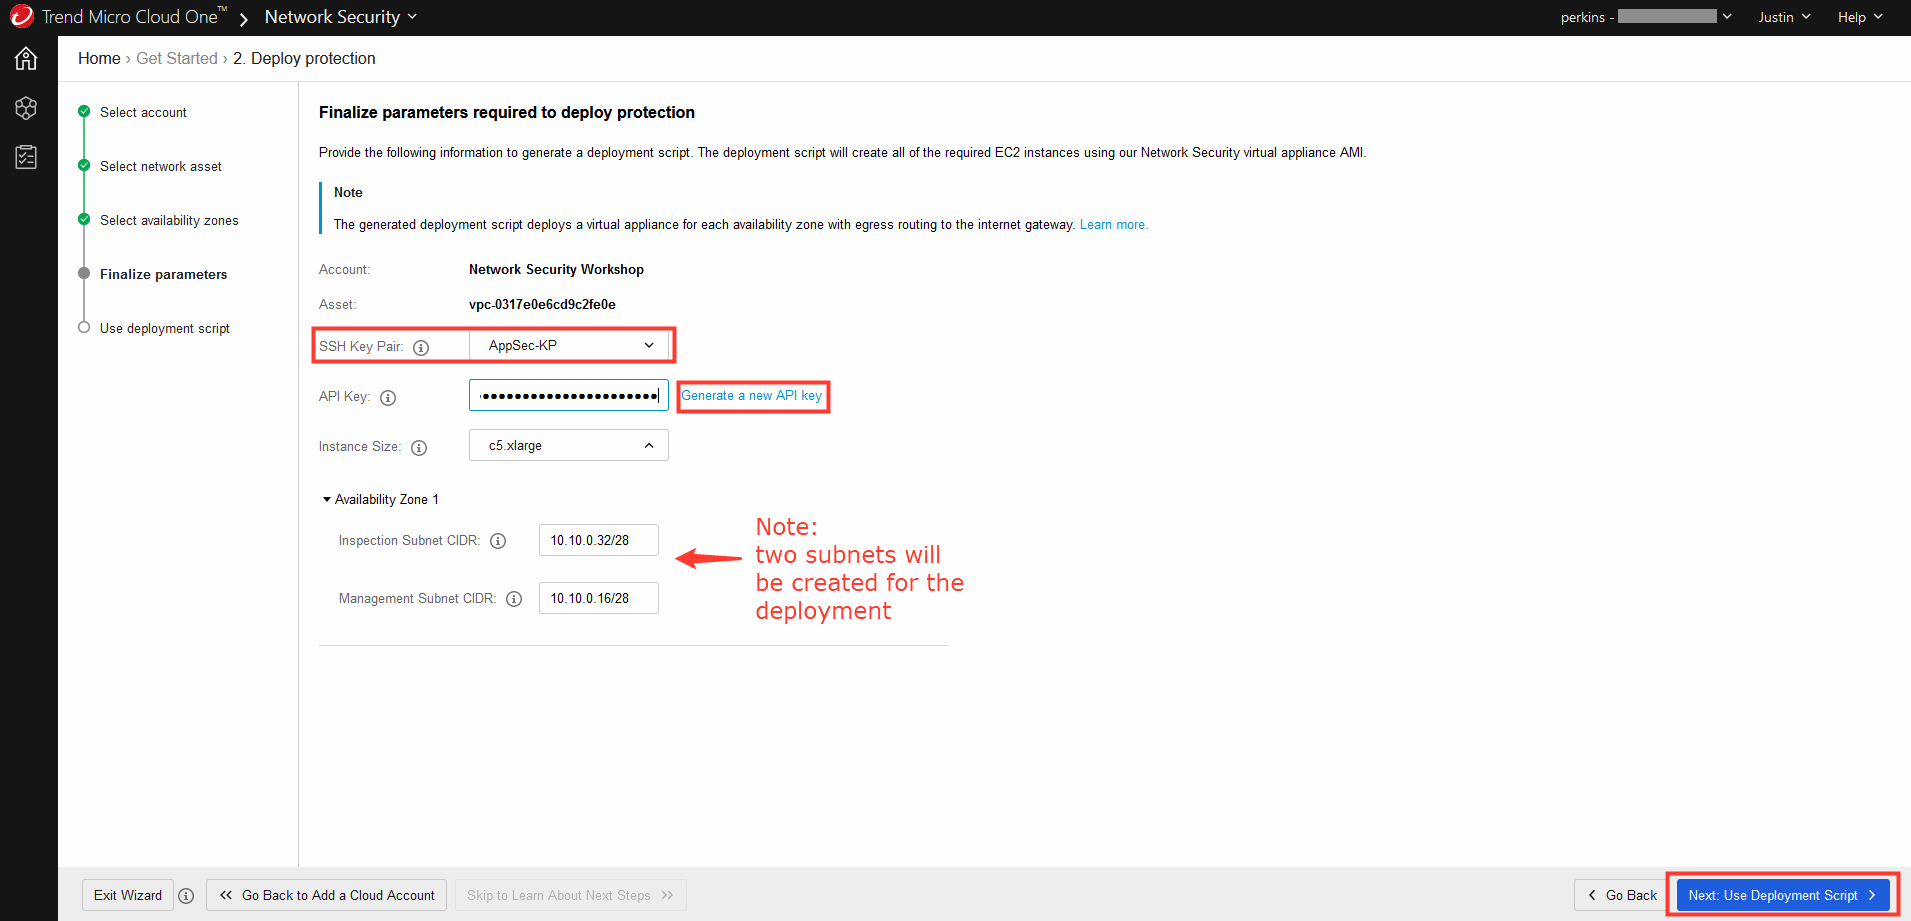 Trend Micro Cloud One™ Network Security
perkins -
Justin
Help
Home › Get Started › 2. Deploy protection
Select account
Select network asset
Select availability zones
Finalize parameters
Use deployment script
Finalize parameters required to deploy protection
Provide the following information to generate a deployment script. The deployment script will create all of the required EC2 instances using our Network Security virtual appliance AMI.
Note
The generated deployment script deploys a virtual appliance for each availability zone with egress routing to the internet gateway. Learn more.
Account: Network Security Workshop
Asset: vpc-0317e0e6cd9c2fe0e
SSH Key Pair: AppSec-KP
API Key: Generate a new API key
Instance Size: c5.xlarge
Availability Zone 1
Inspection Subnet CIDR: 10.10.0.32/28
Management Subnet CIDR: 10.10.0.16/28
Note:
two subnets will
be created for the
deployment
Exit Wizard
Go Back to Add a Cloud Account
Skip to Learn About Next Steps
Go Back
Next: Use Deployment Script